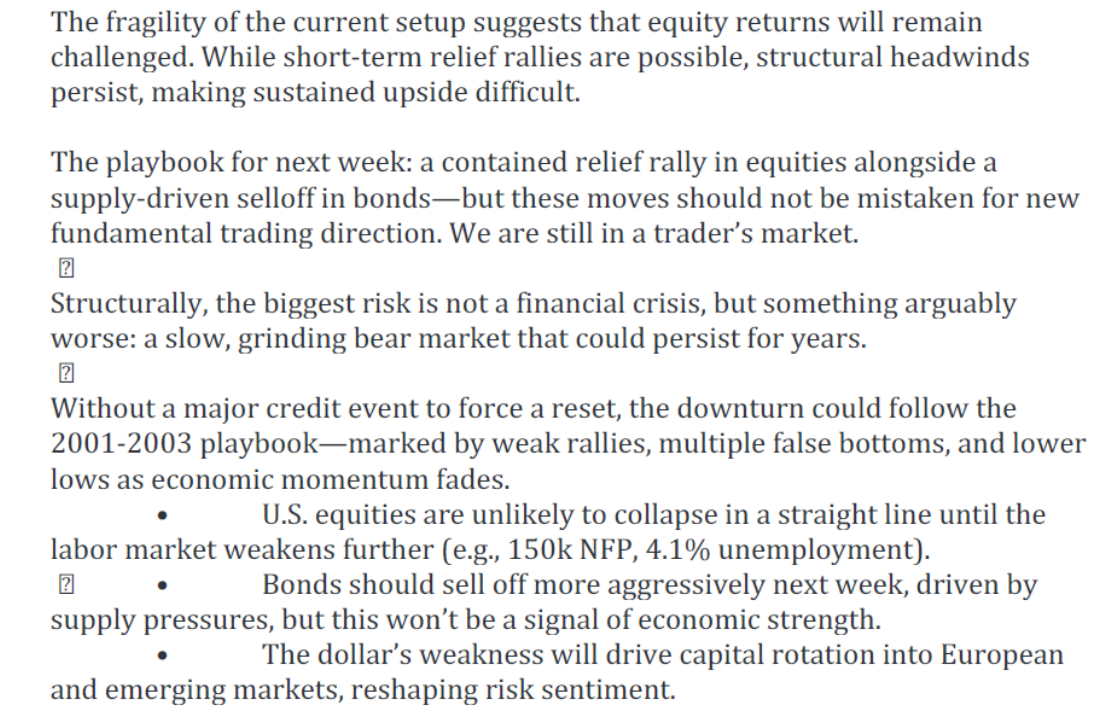 The fragility of the current setup suggests that equity returns will remain
challenged. While short-term relief rallies are possible, structural headwinds
persist, making sustained upside difficult.
The playbook for next week: a contained relief rally in equities alongside a
supply-driven selloff in bonds—but these moves should not be mistaken for new
fundamental trading direction. We are still in a trader’s market.
⍰
Structurally, the biggest risk is not a financial crisis, but something arguably
worse: a slow, grinding bear market that could persist for years.
⍰
Without a major credit event to force a reset, the downturn could follow the
2001-2003 playbook—marked by weak rallies, multiple false bottoms, and lower
lows as economic momentum fades.
• U.S. equities are unlikely to collapse in a straight line until the
labor market weakens further (e.g., 150k NFP, 4.1% unemployment).
⍰ • Bonds should sell off more aggressively next week, driven by
supply pressures, but this won’t be a signal of economic strength.
• The dollar’s weakness will drive capital rotation into European
and emerging markets, reshaping risk sentiment.